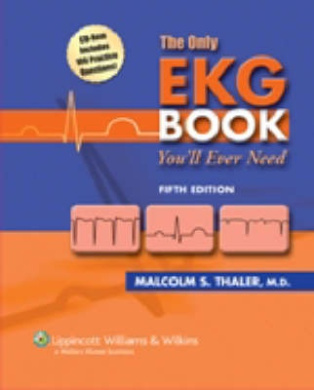 The Only
CD-Rom
Includes
100 Practice
Questions!
EKG
BOOK
You'll Ever Need
FIFTH EDITION
MALCOLM S. THALER, M.D.
Lippincott Williams & Wilkins
a Wolters Kluwer business